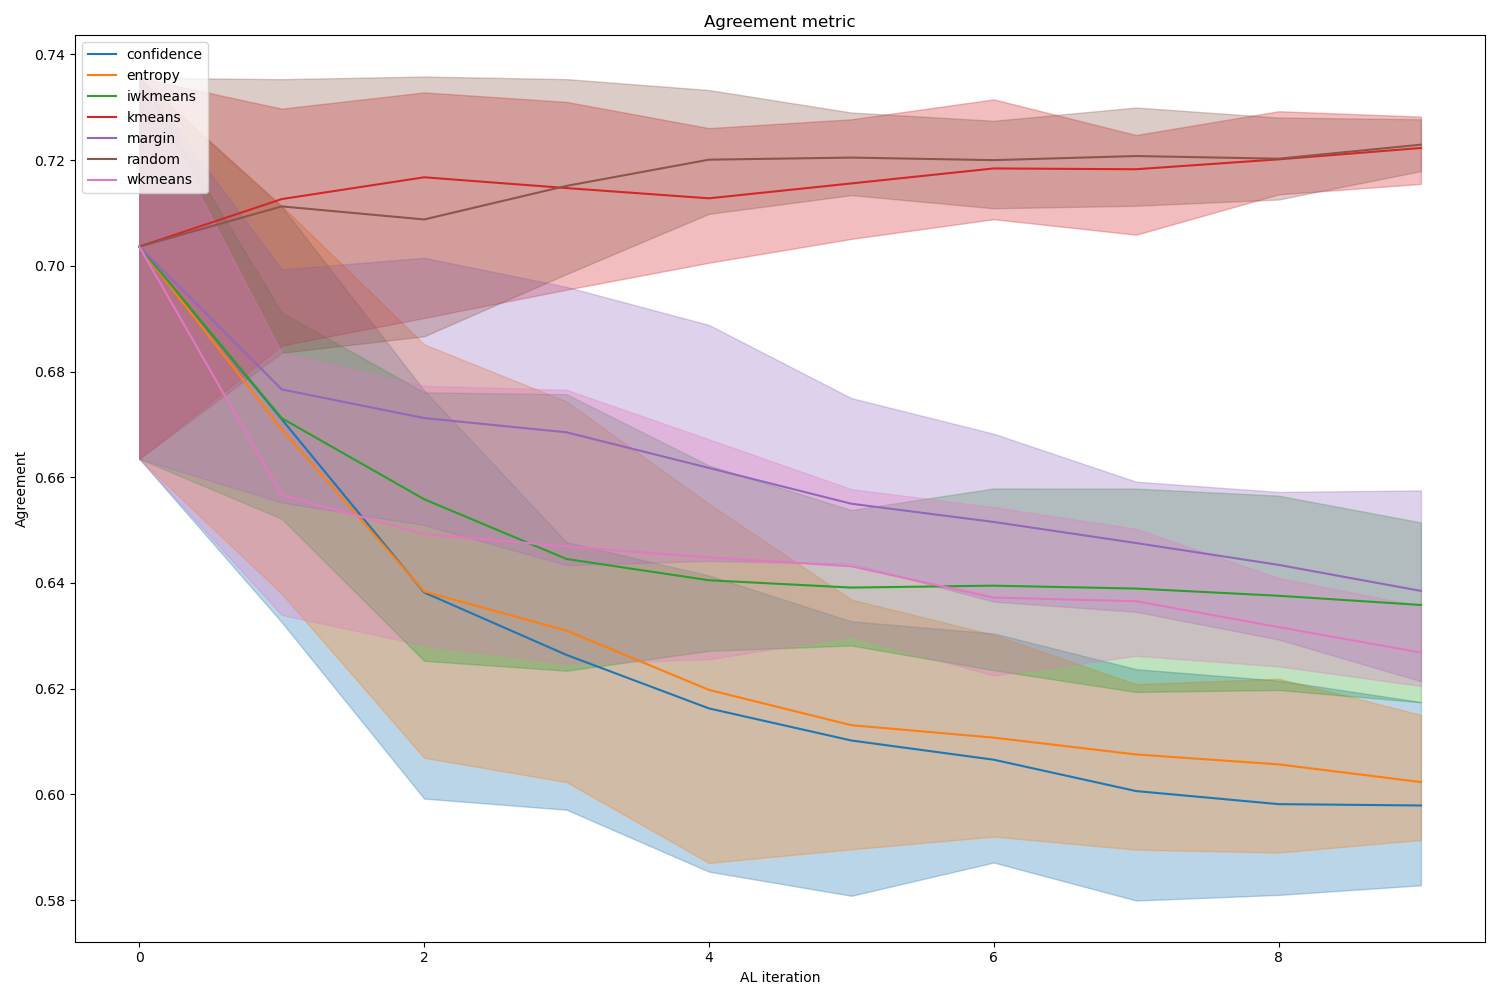 Agreement metric
confidence
entropy
iwkmeans
kmeans
margin
random
wkmeans
0.74
0.72
0.70
0.68
0.66
0.64
0.62
0.60
0.58
Agreement
0 2 4 6 8
AL iteration